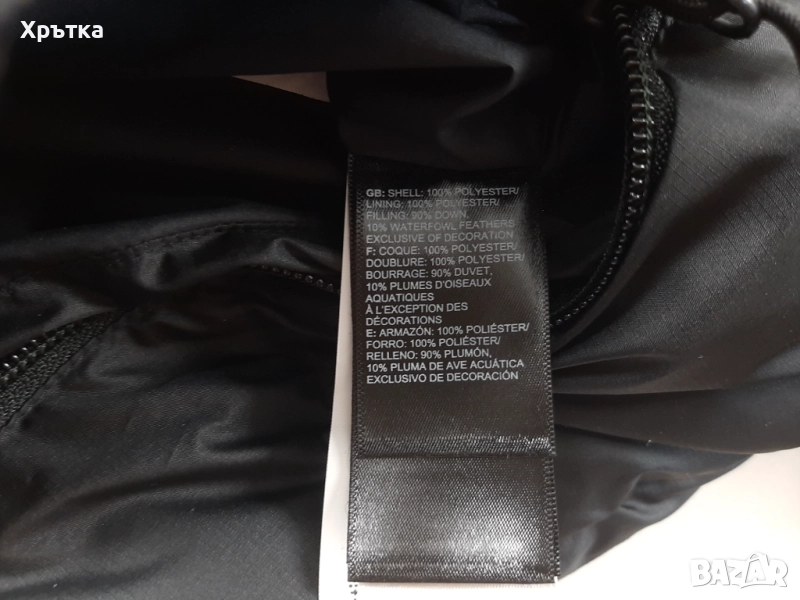 Хрътка
GB: SHELL: 100% POLYESTER/
LINING: 100% POLYESTER/
FILLING: 90% DOWN,
10% WATERFOWL FEATHERS
EXCLUSIVE OF DECORATION
F: COQUE: 100% POLYESTER/
DOUBLURE: 100% POLYESTER/
BOURRAGE: 90% DUVET,
10% PLUMES D'OISEAUX
AQUATIQUES
À L'EXCEPTION DES
DÉCORATIONS
E: ARMAZÓN: 100% POLIÉSTER/
FORRO: 100% POLIÉSTER/
RELLENO: 90% PLUMÓN,
10% PLUMA DE AVE ACUÁTICA
EXCLUSIVO DE DECORACIÓN
BAZAR